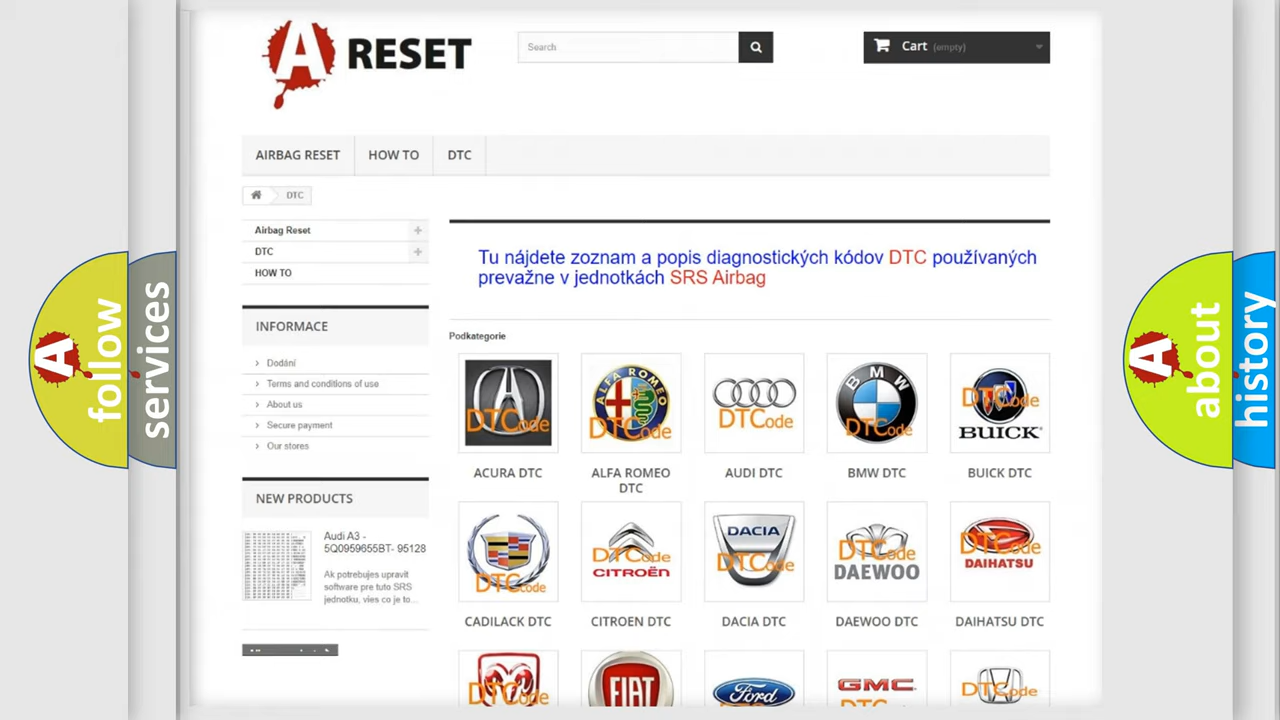 A RESET
Search
Cart (empty)
AIRBAG RESET
HOW TO
DTC
DTC
Airbag Reset
DTC
HOW TO
Tu nájdete zoznam a popis diagnostických kódov DTC používaných
prevažne v jednotkách SRS Airbag
INFORMACE
Dodání
Terms and conditions of use
About us
Secure payment
Our stores
Podkategorie
DTCode
ALFA ROMEO
DTCode
DTCode
BMW
DTCode
DTCode
BUICK
ACURA DTC
ALFA ROMEO
DTC
AUDI DTC
BMW DTC
BUICK DTC
NEW PRODUCTS
Audi A3 -
5Q0959655BT- 95128
Ak potrebujes upravit
software pre tuto SRS
jednotku, vies co je to...
DTCode
DTCode
CITROËN
DACIA
DTCode
DTCode
DAEWOO
DTCode
DAIHATSU
CADILACK DTC
CITROEN DTC
DACIA DTC
DAEWOO DTC
DAIHATSU DTC
DTCode
FIAT
Ford
GMC
DTCode
A
follow
services
A
about
history